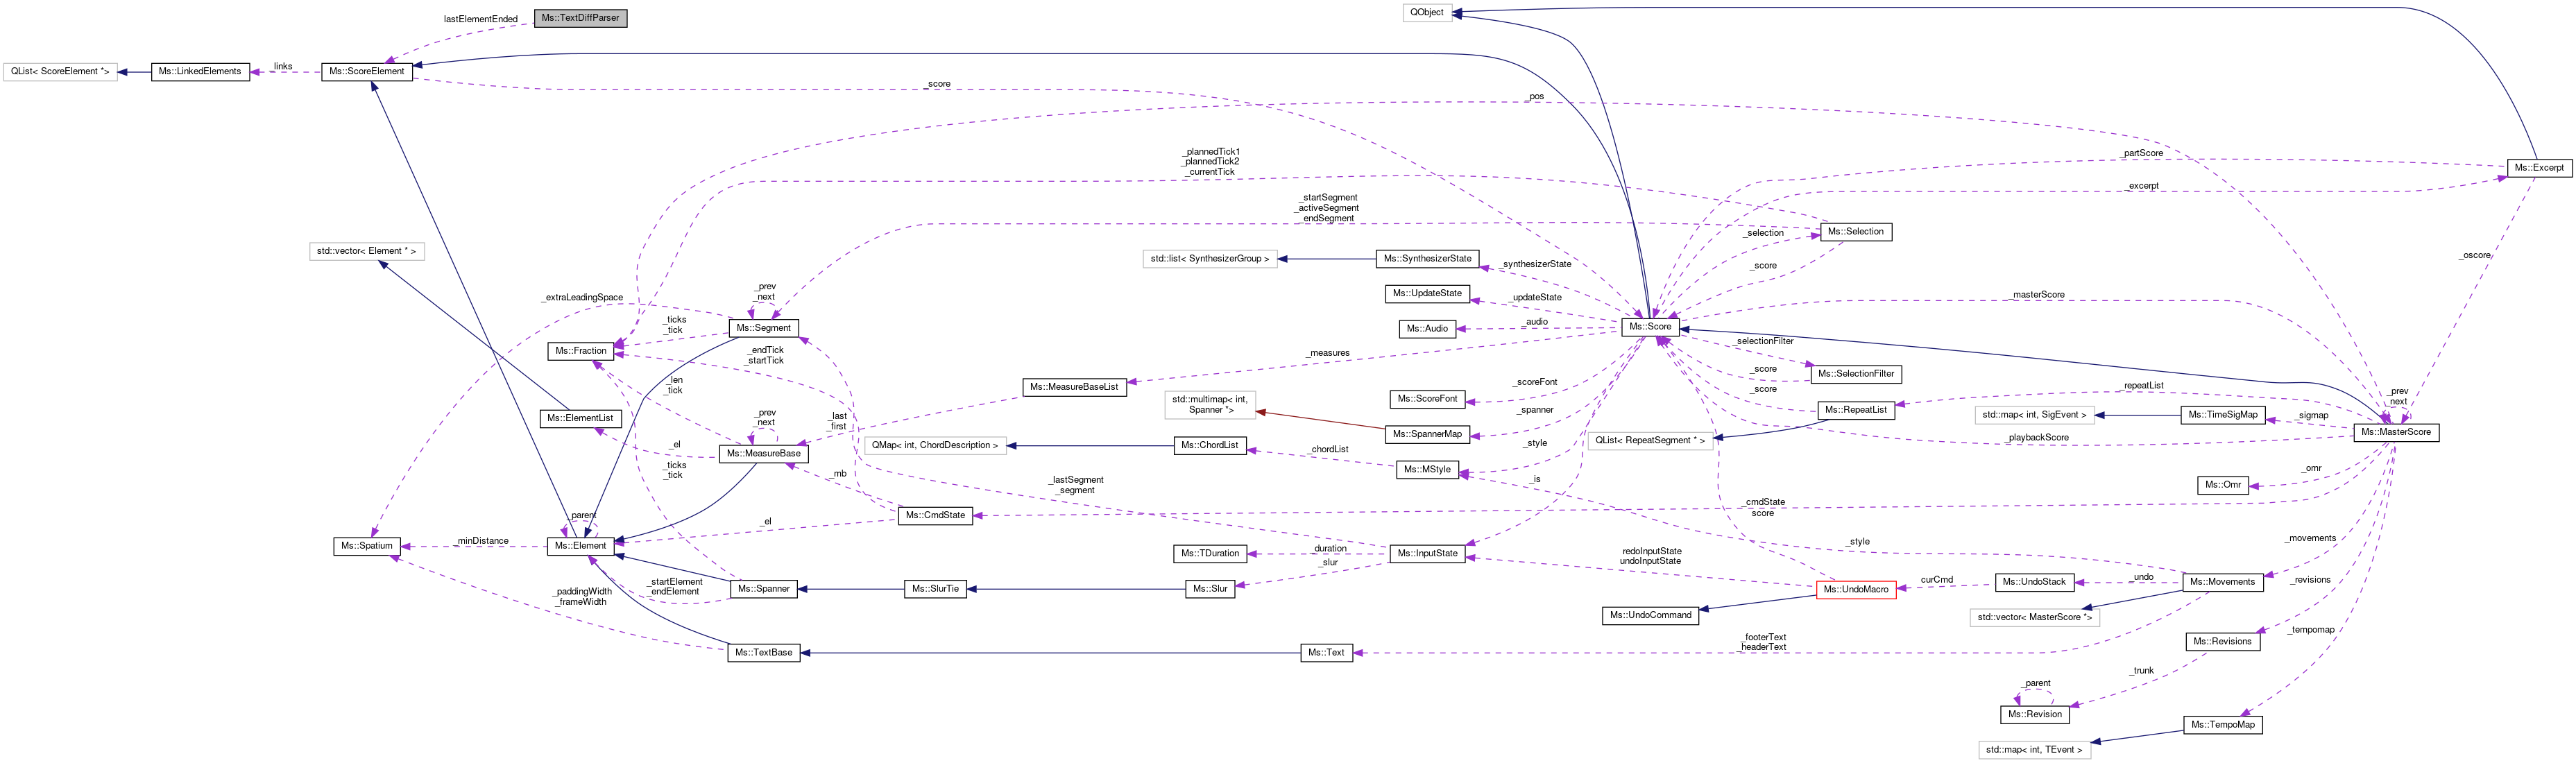 lastElementEnded
Ms::TextDiffParser
QObject
QList< ScoreElement *>
Ms::LinkedElements
_links
Ms::ScoreElement
_score
_pos
_plannedTick1
_plannedTick2
_currentTick
_partScore
Ms::Excerpt
_excerpt
_startSegment
_activeSegment
_endSegment
_selection
Ms::Selection
std::vector< Element * >
std::list< SynthesizerGroup >
Ms::SynthesizerState
_synthesizerState
_score
_oscore
_extraLeadingSpace
_prev
_next
Ms::UpdateState
_updateState
_masterScore
_ticks
_tick
Ms::Segment
Ms::Audio
_audio
Ms::Score
Ms::Fraction
_endTick
_startTick
_measures
_selectionFilter
_score
Ms::SelectionFilter
_len
_tick
Ms::MeasureBaseList
_scoreFont
_score
_repeatList
_prev
_next
std::multimap< int,
Spanner *>
Ms::ScoreFont
Ms::ElementList
_prev
_next
_last
_first
_spanner
Ms::RepeatList
std::map< int, SigEvent >
Ms::TimeSigMap
_sigmap
Ms::MasterScore
_el
Ms::MeasureBase
QMap< int, ChordDescription >
Ms::ChordList
_chordList
Ms::SpannerMap
_style
QList< RepeatSegment * >
_playbackScore
_ticks
_tick
_mb
_lastSegment
_segment
Ms::MStyle
_is
Ms::Omr
_omr
_parent
Ms::CmdState
_el
_cmdState
score
Ms::Spatium
_minDistance
Ms::Element
Ms::TDuration
_duration
Ms::InputState
_slur
redoInputState
undoInputState
_style
_movements
_paddingWidth
_frameWidth
_startElement
_endElement
Ms::Spanner
Ms::SlurTie
Ms::Slur
Ms::UndoMacro
curCmd
Ms::UndoStack
_undo
Ms::Movements
_revisions
Ms::UndoCommand
std::vector< MasterScore *>
_tempomap
Ms::TextBase
Ms::Text
_footerText
_headerText
Ms::Revisions
_parent
_trunk
Ms::Revision
Ms::TempoMap
std::map< int, TEvent >